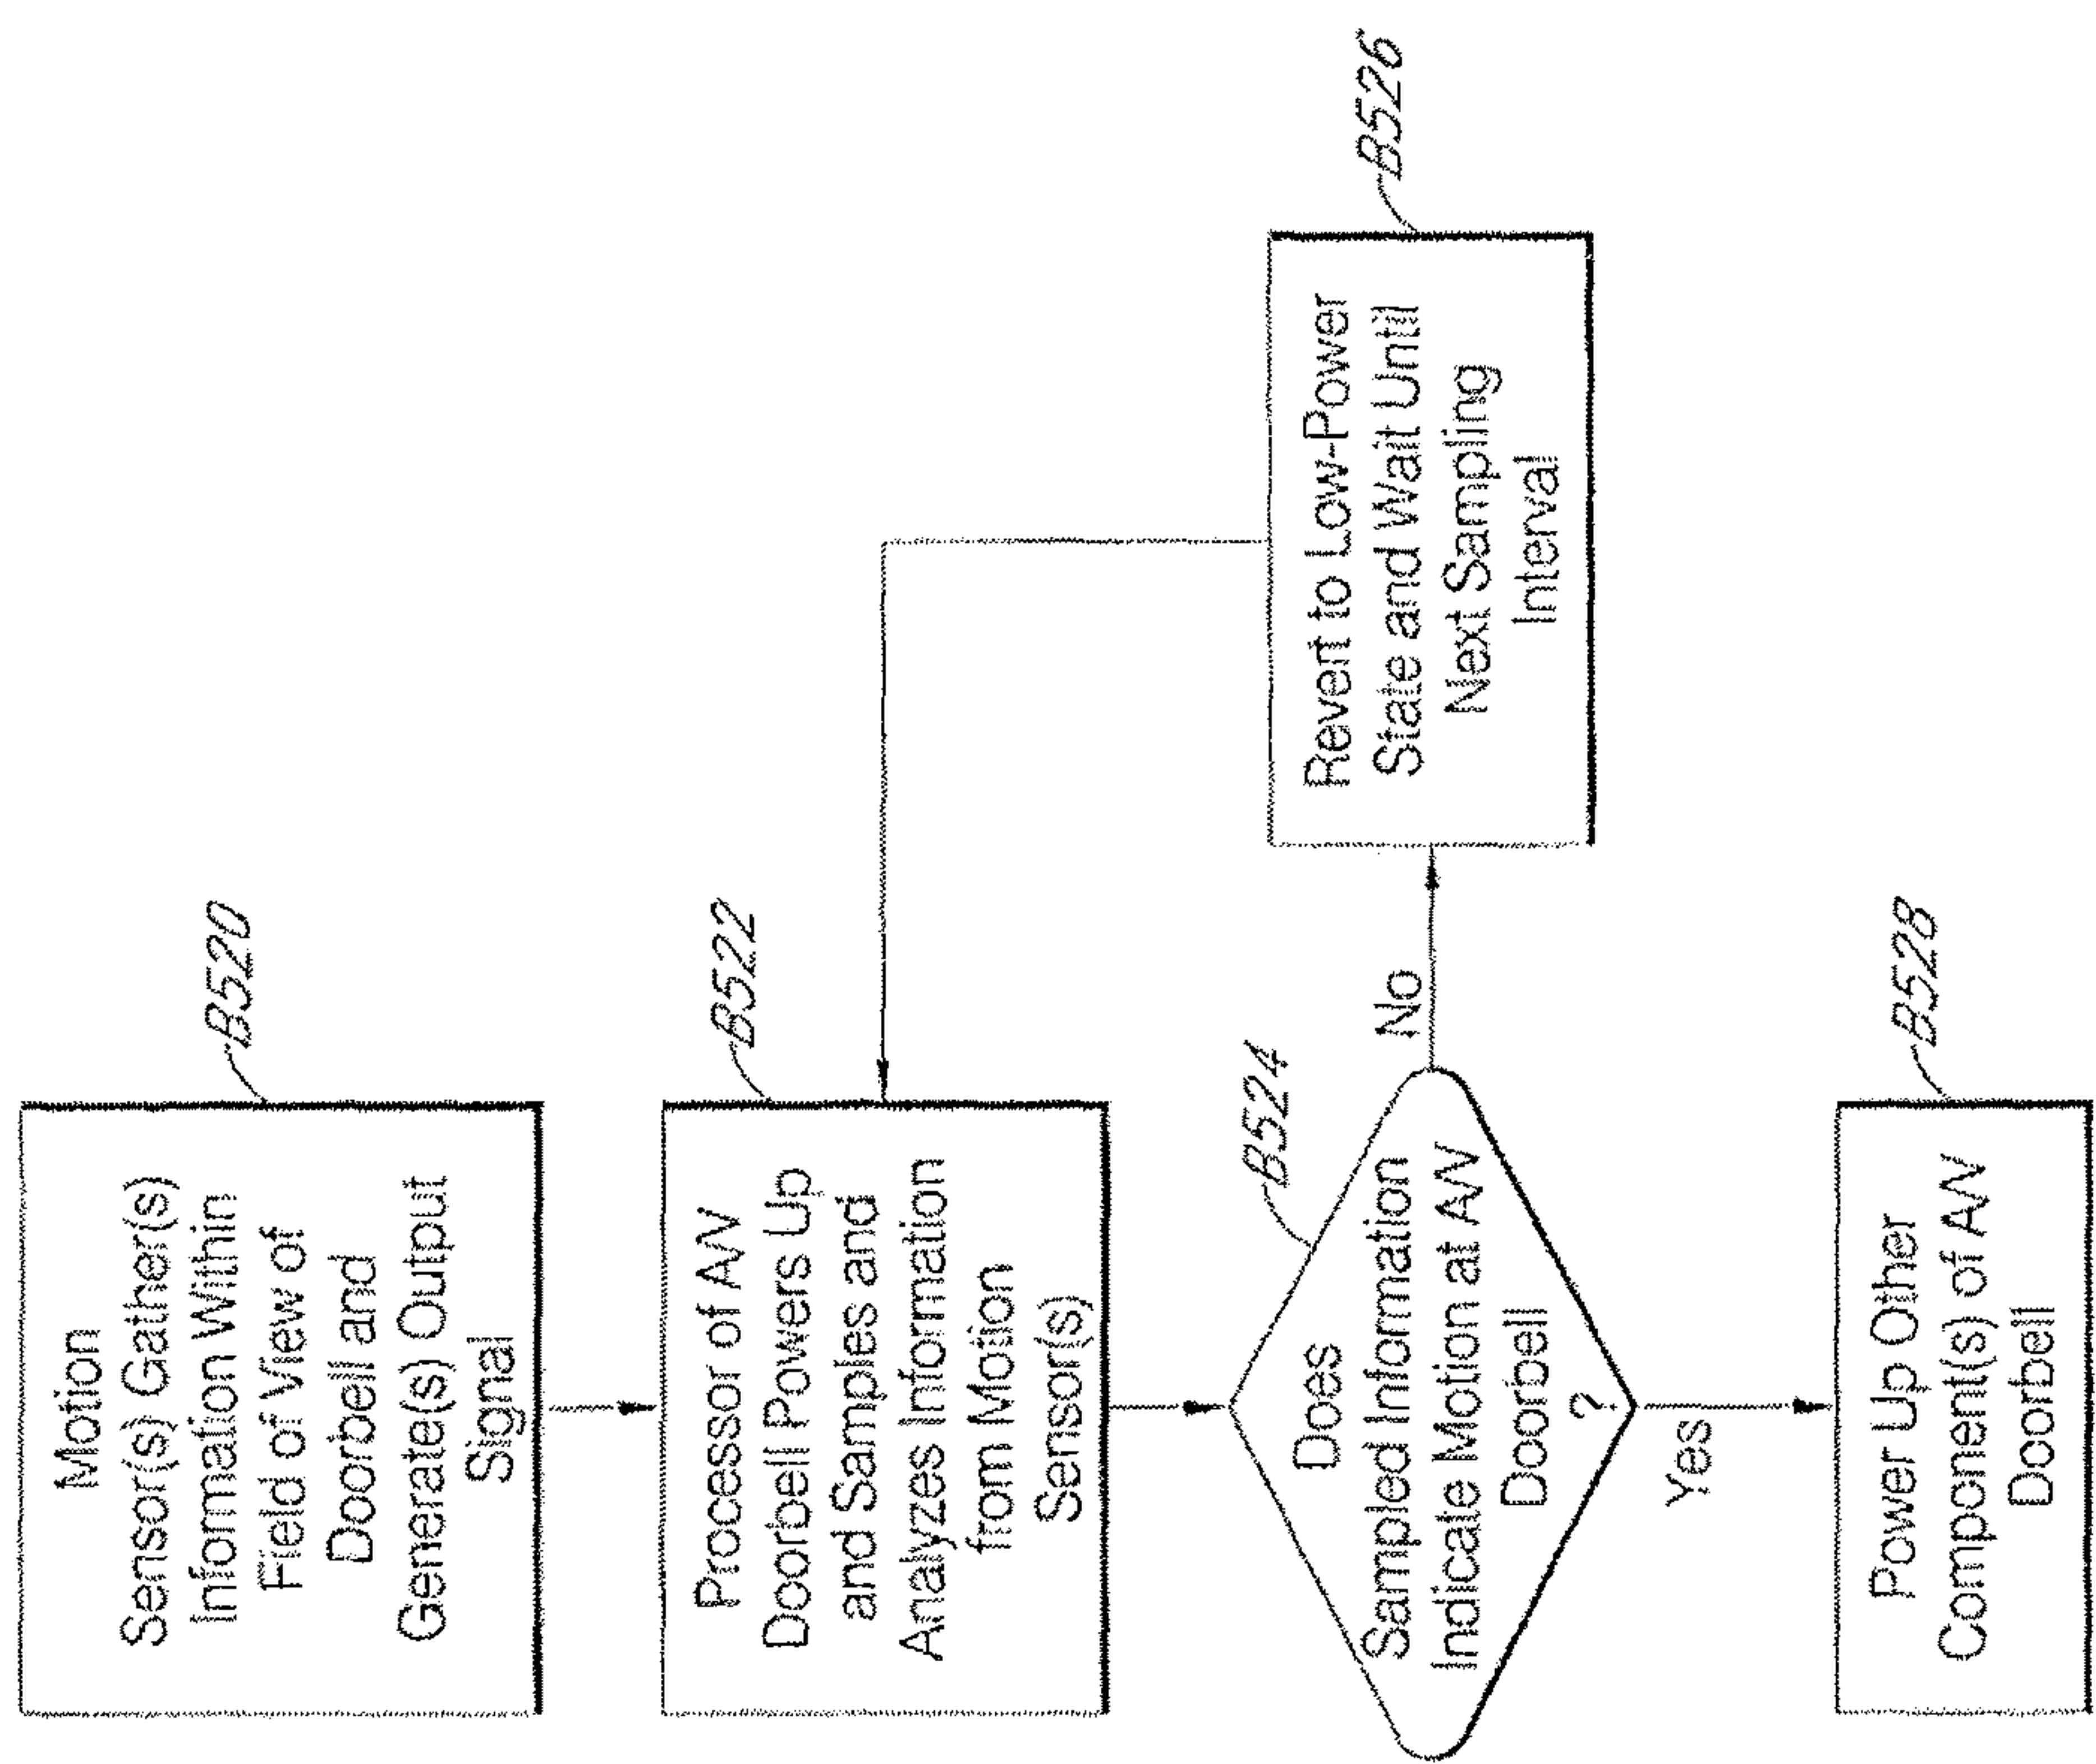 B520
Motion
Sensor(s) Gather(s)
Information Within
Field of View of
Doorbell and
Generate(s) Output
Signal
B522
Processor of A/V
Doorbell Powers Up
and Samples and
Analyzes Information
from Motion
Sensor(s)
B524
Does
Sampled Information
Indicate Motion at A/V
Doorbell
?
No
B526
Revert to Low-Power
State and Wait Until
Next Sampling
Interval
Yes
B528
Power Up Other
Component(s) of A/V
Doorbell